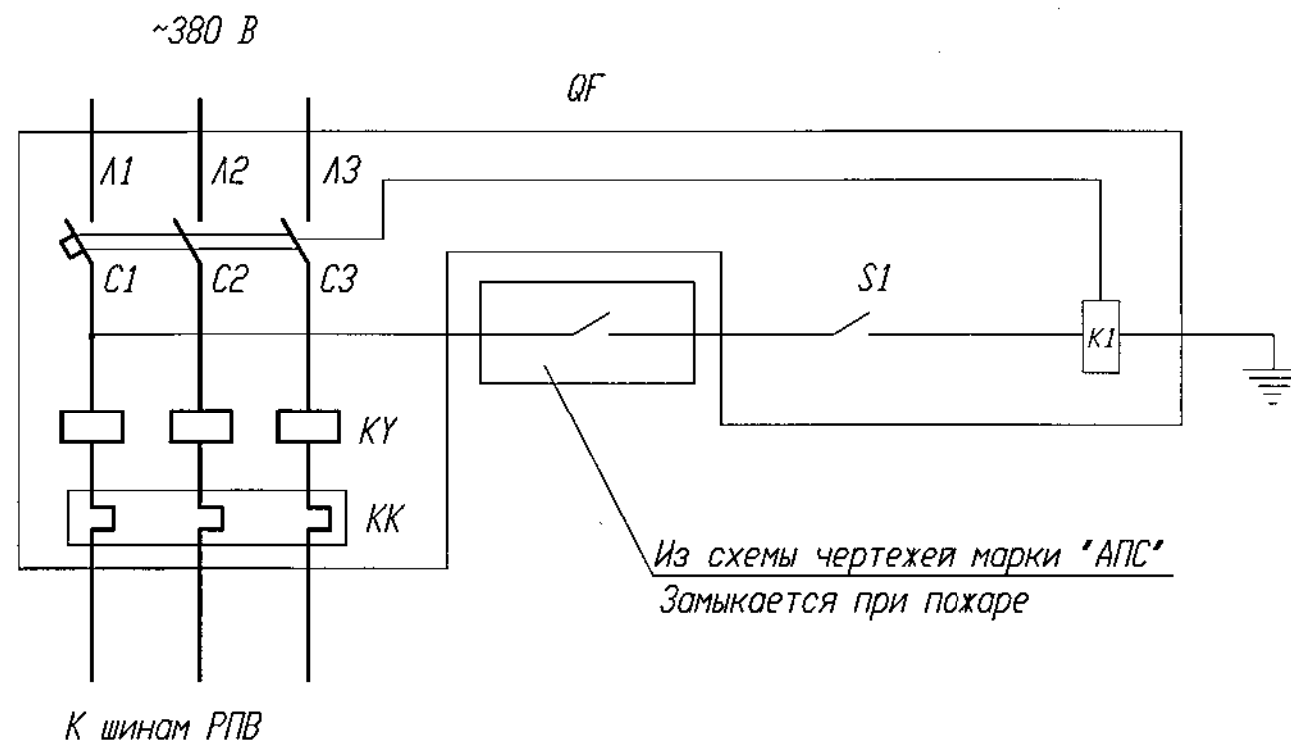 ~380 В
QF
Л1 Л2 Л3
С1 С2 С3
S1
К1
KY
KK
Из схемы чертежей марки "АПС"
Замыкается при пожаре
К шинам РПВ